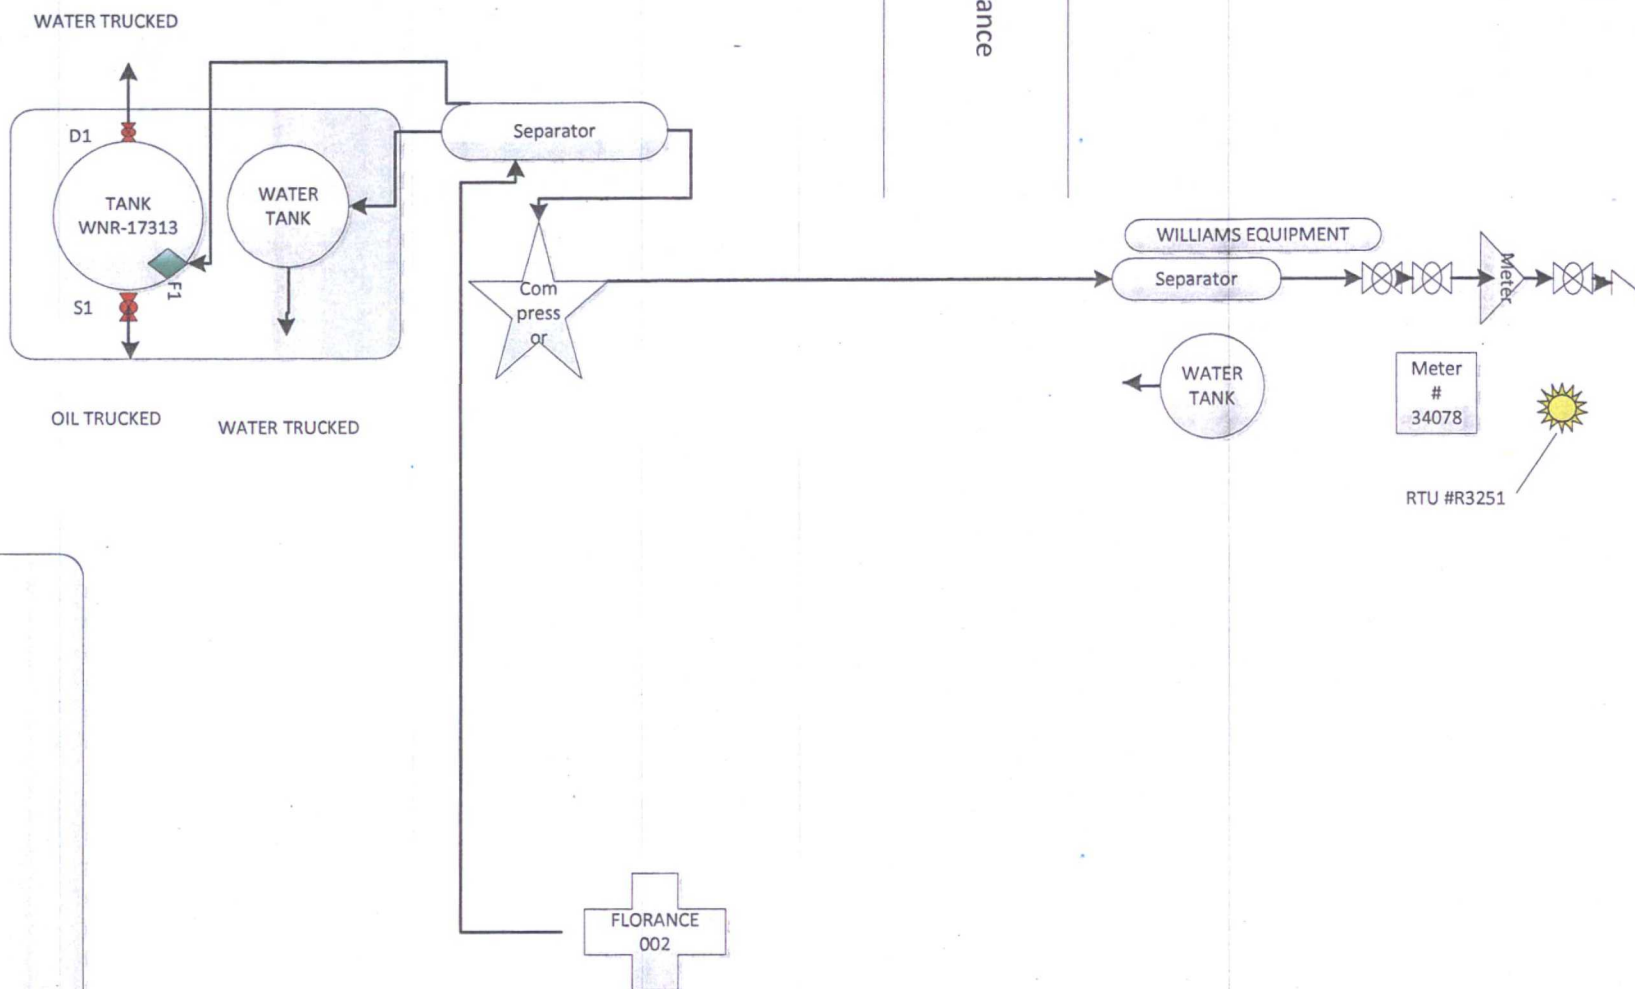 WATER TRUCKED
ance
D1
Separator
TANK
WNR-17313
WATER
TANK
F1
S1
Com
press
or
WILLIAMS EQUIPMENT
Separator
Meter
WATER
TANK
Meter
#
34078
OIL TRUCKED
WATER TRUCKED
RTU #R3251
FLORANCE
002